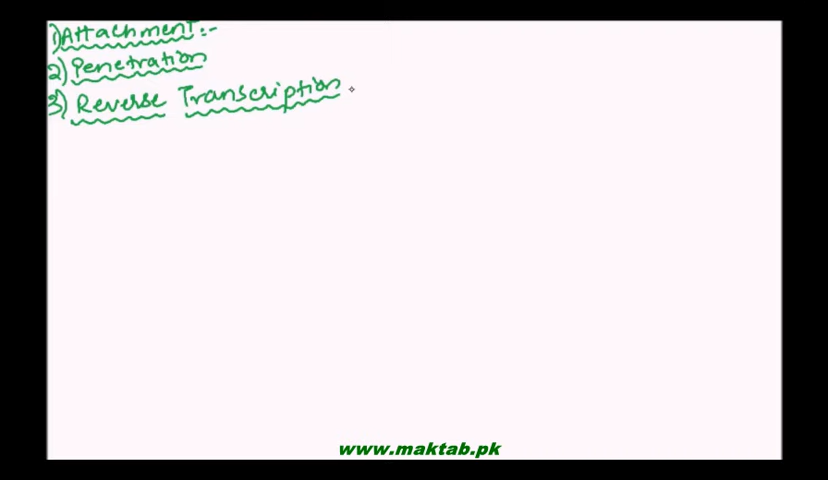 1) Attachment :-
2) Penetration
3) Reverse Transcription
www.maktab.pk